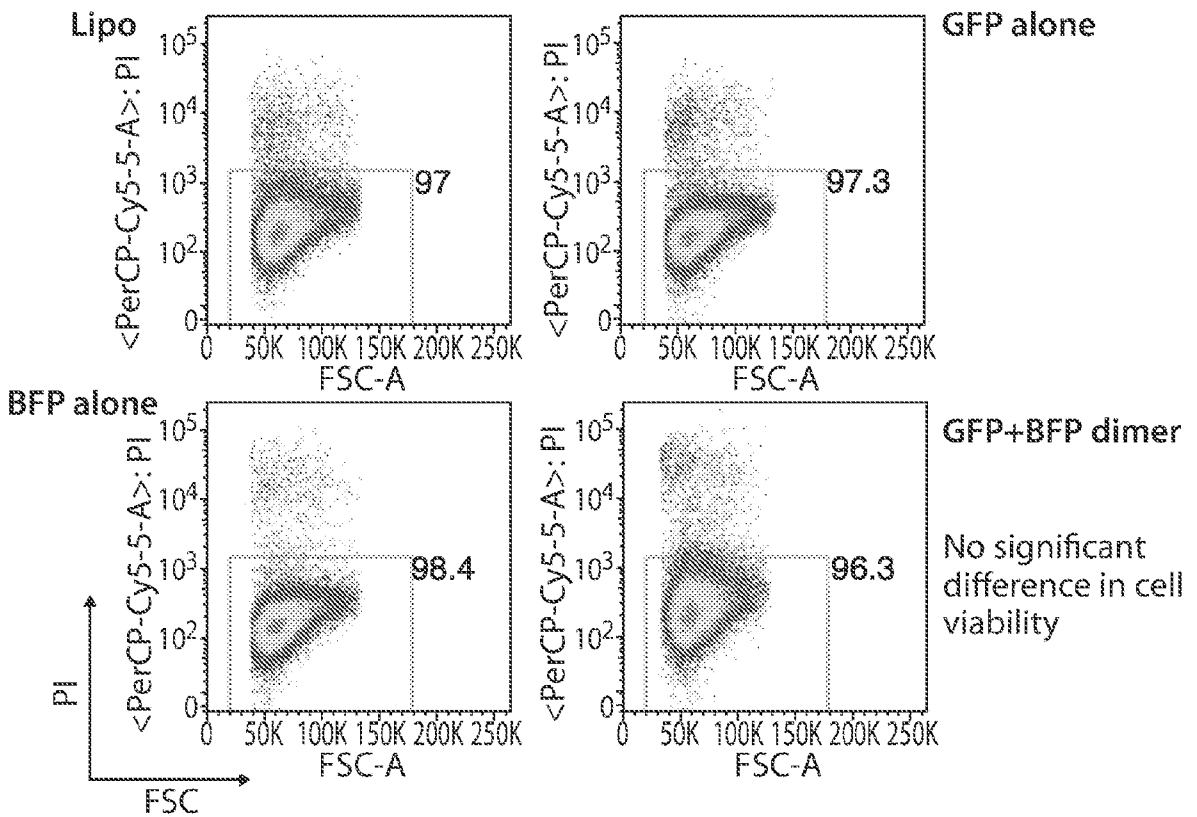 Lipo
<PerCP-Cy5-5-A>: PI
10⁵
10⁴
10³
10²
0
97
0 50K 100K 150K 200K 250K
FSC-A
GFP alone
<PerCP-Cy5-5-A>: PI
10⁵
10⁴
10³
10²
0
97.3
0 50K 100K 150K 200K 250K
FSC-A
BFP alone
<PerCP-Cy5-5-A>: PI
10⁵
10⁴
10³
10²
0
98.4
0 50K 100K 150K 200K 250K
FSC-A
GFP+BFP dimer
<PerCP-Cy5-5-A>: PI
10⁵
10⁴
10³
10²
0
96.3
0 50K 100K 150K 200K 250K
FSC-A
No significant
difference in cell
viability
PI
FSC